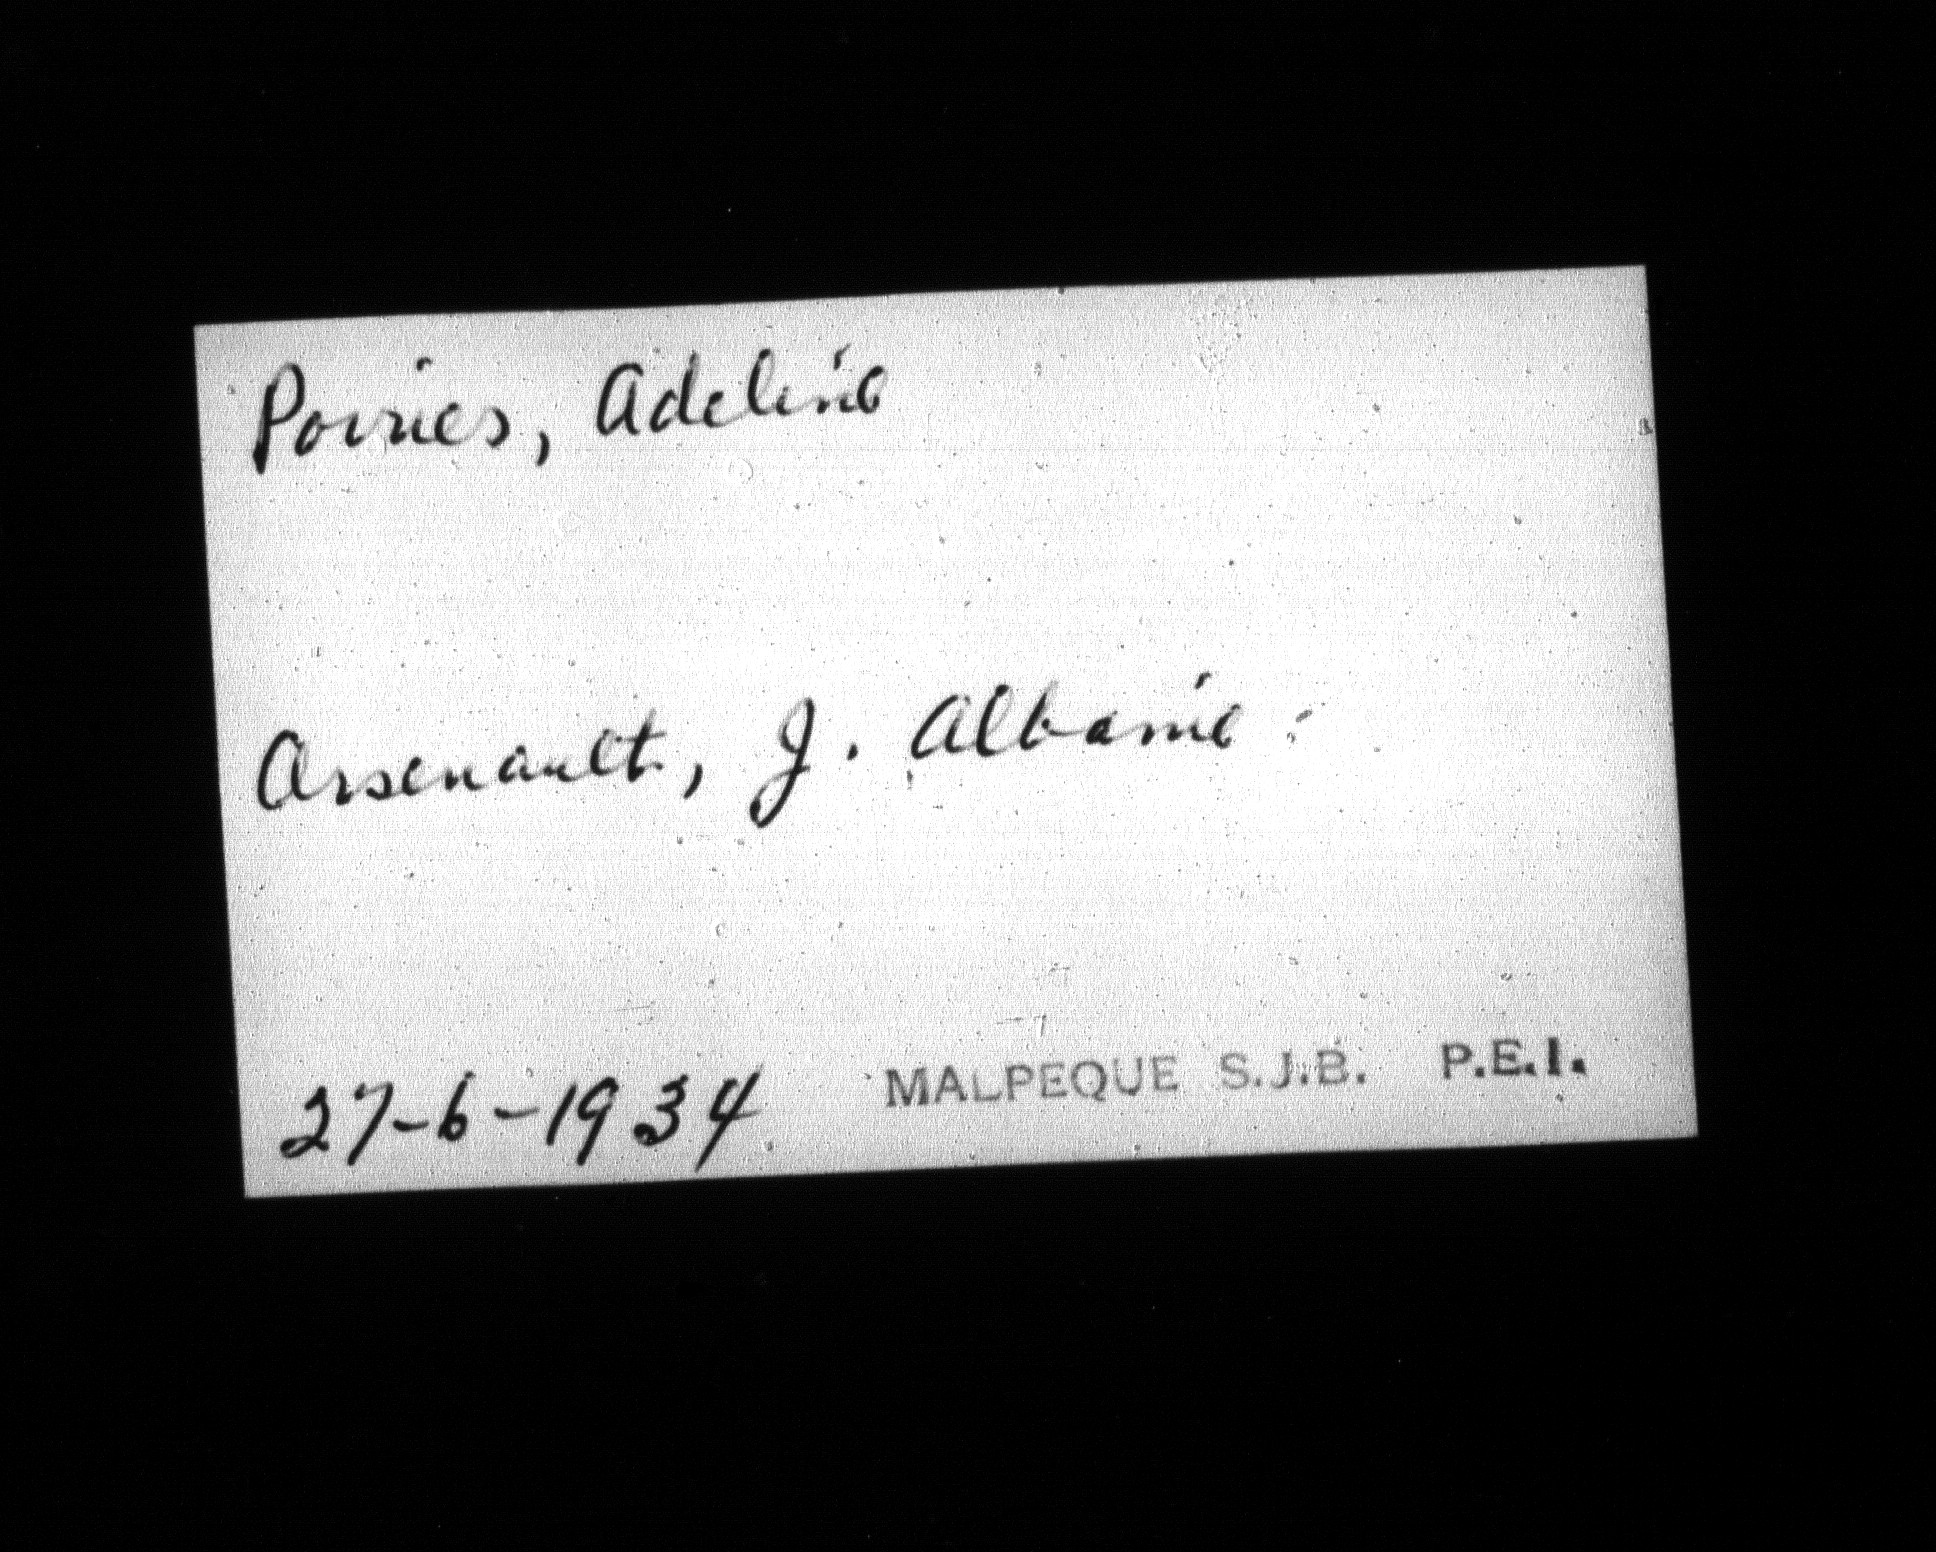 Poirier, Adeline
Arsenault, J. Albanie
27-6-1934 MALPEQUE S.J.B. P.E.I.